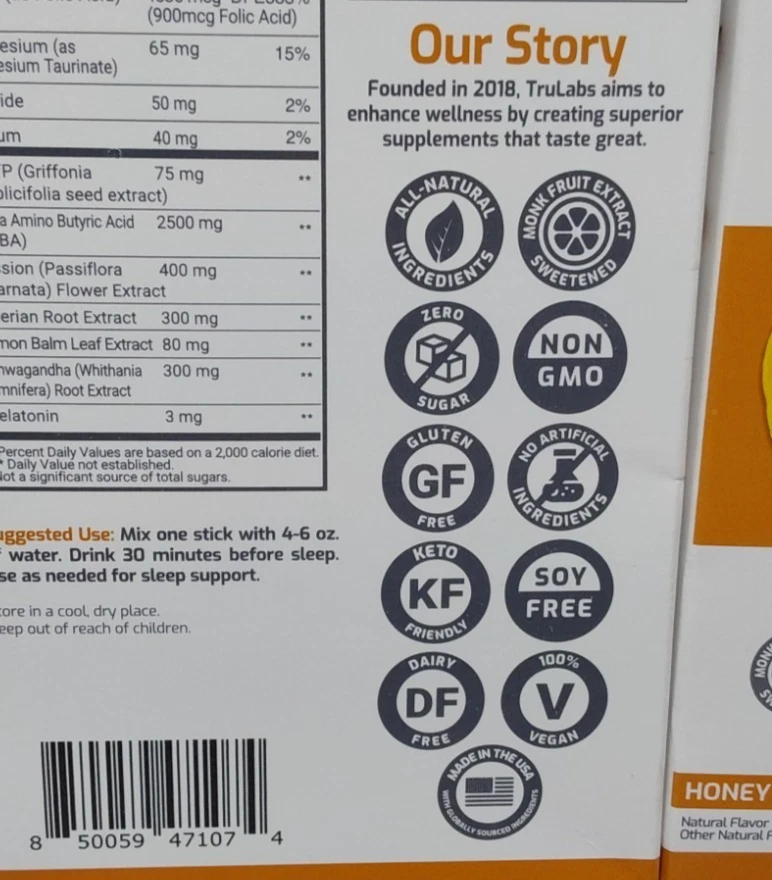 (900mcg Folic Acid)
esium (as 65 mg 15%
esium Taurinate)
ide 50 mg 2%
um 40 mg 2%
P (Griffonia 75 mg **
plicifolia seed extract)
a Amino Butyric Acid 2500 mg **
BA)
sion (Passiflora 400 mg **
arnata) Flower Extract
erian Root Extract 300 mg **
mon Balm Leaf Extract 80 mg **
hwagandha (Whithania 300 mg **
mnifera) Root Extract
elatonin 3 mg **
Percent Daily Values are based on a 2,000 calorie diet.
* Daily Value not established.
Not a significant source of total sugars.
uggested Use: Mix one stick with 4-6 oz.
f water. Drink 30 minutes before sleep.
se as needed for sleep support.
tore in a cool, dry place.
eep out of reach of children.
8 50059 47107 4
Our Story
Founded in 2018, TruLabs aims to
enhance wellness by creating superior
supplements that taste great.
ALL-NATURAL
INGREDIENTS
MONK FRUIT EXTRACT
SWEETENED
ZERO
SUGAR
NON
GMO
GLUTEN
GF
FREE
NO ARTIFICIAL
INGREDIENTS
KETO
KF
FRIENDLY
SOY
FREE
DAIRY
DF
FREE
100%
V
VEGAN
MADE IN THE USA
WITH GLOBALLY SOURCED INGREDIENTS
MONK
HONEY
Natural Flavor
Other Natural F